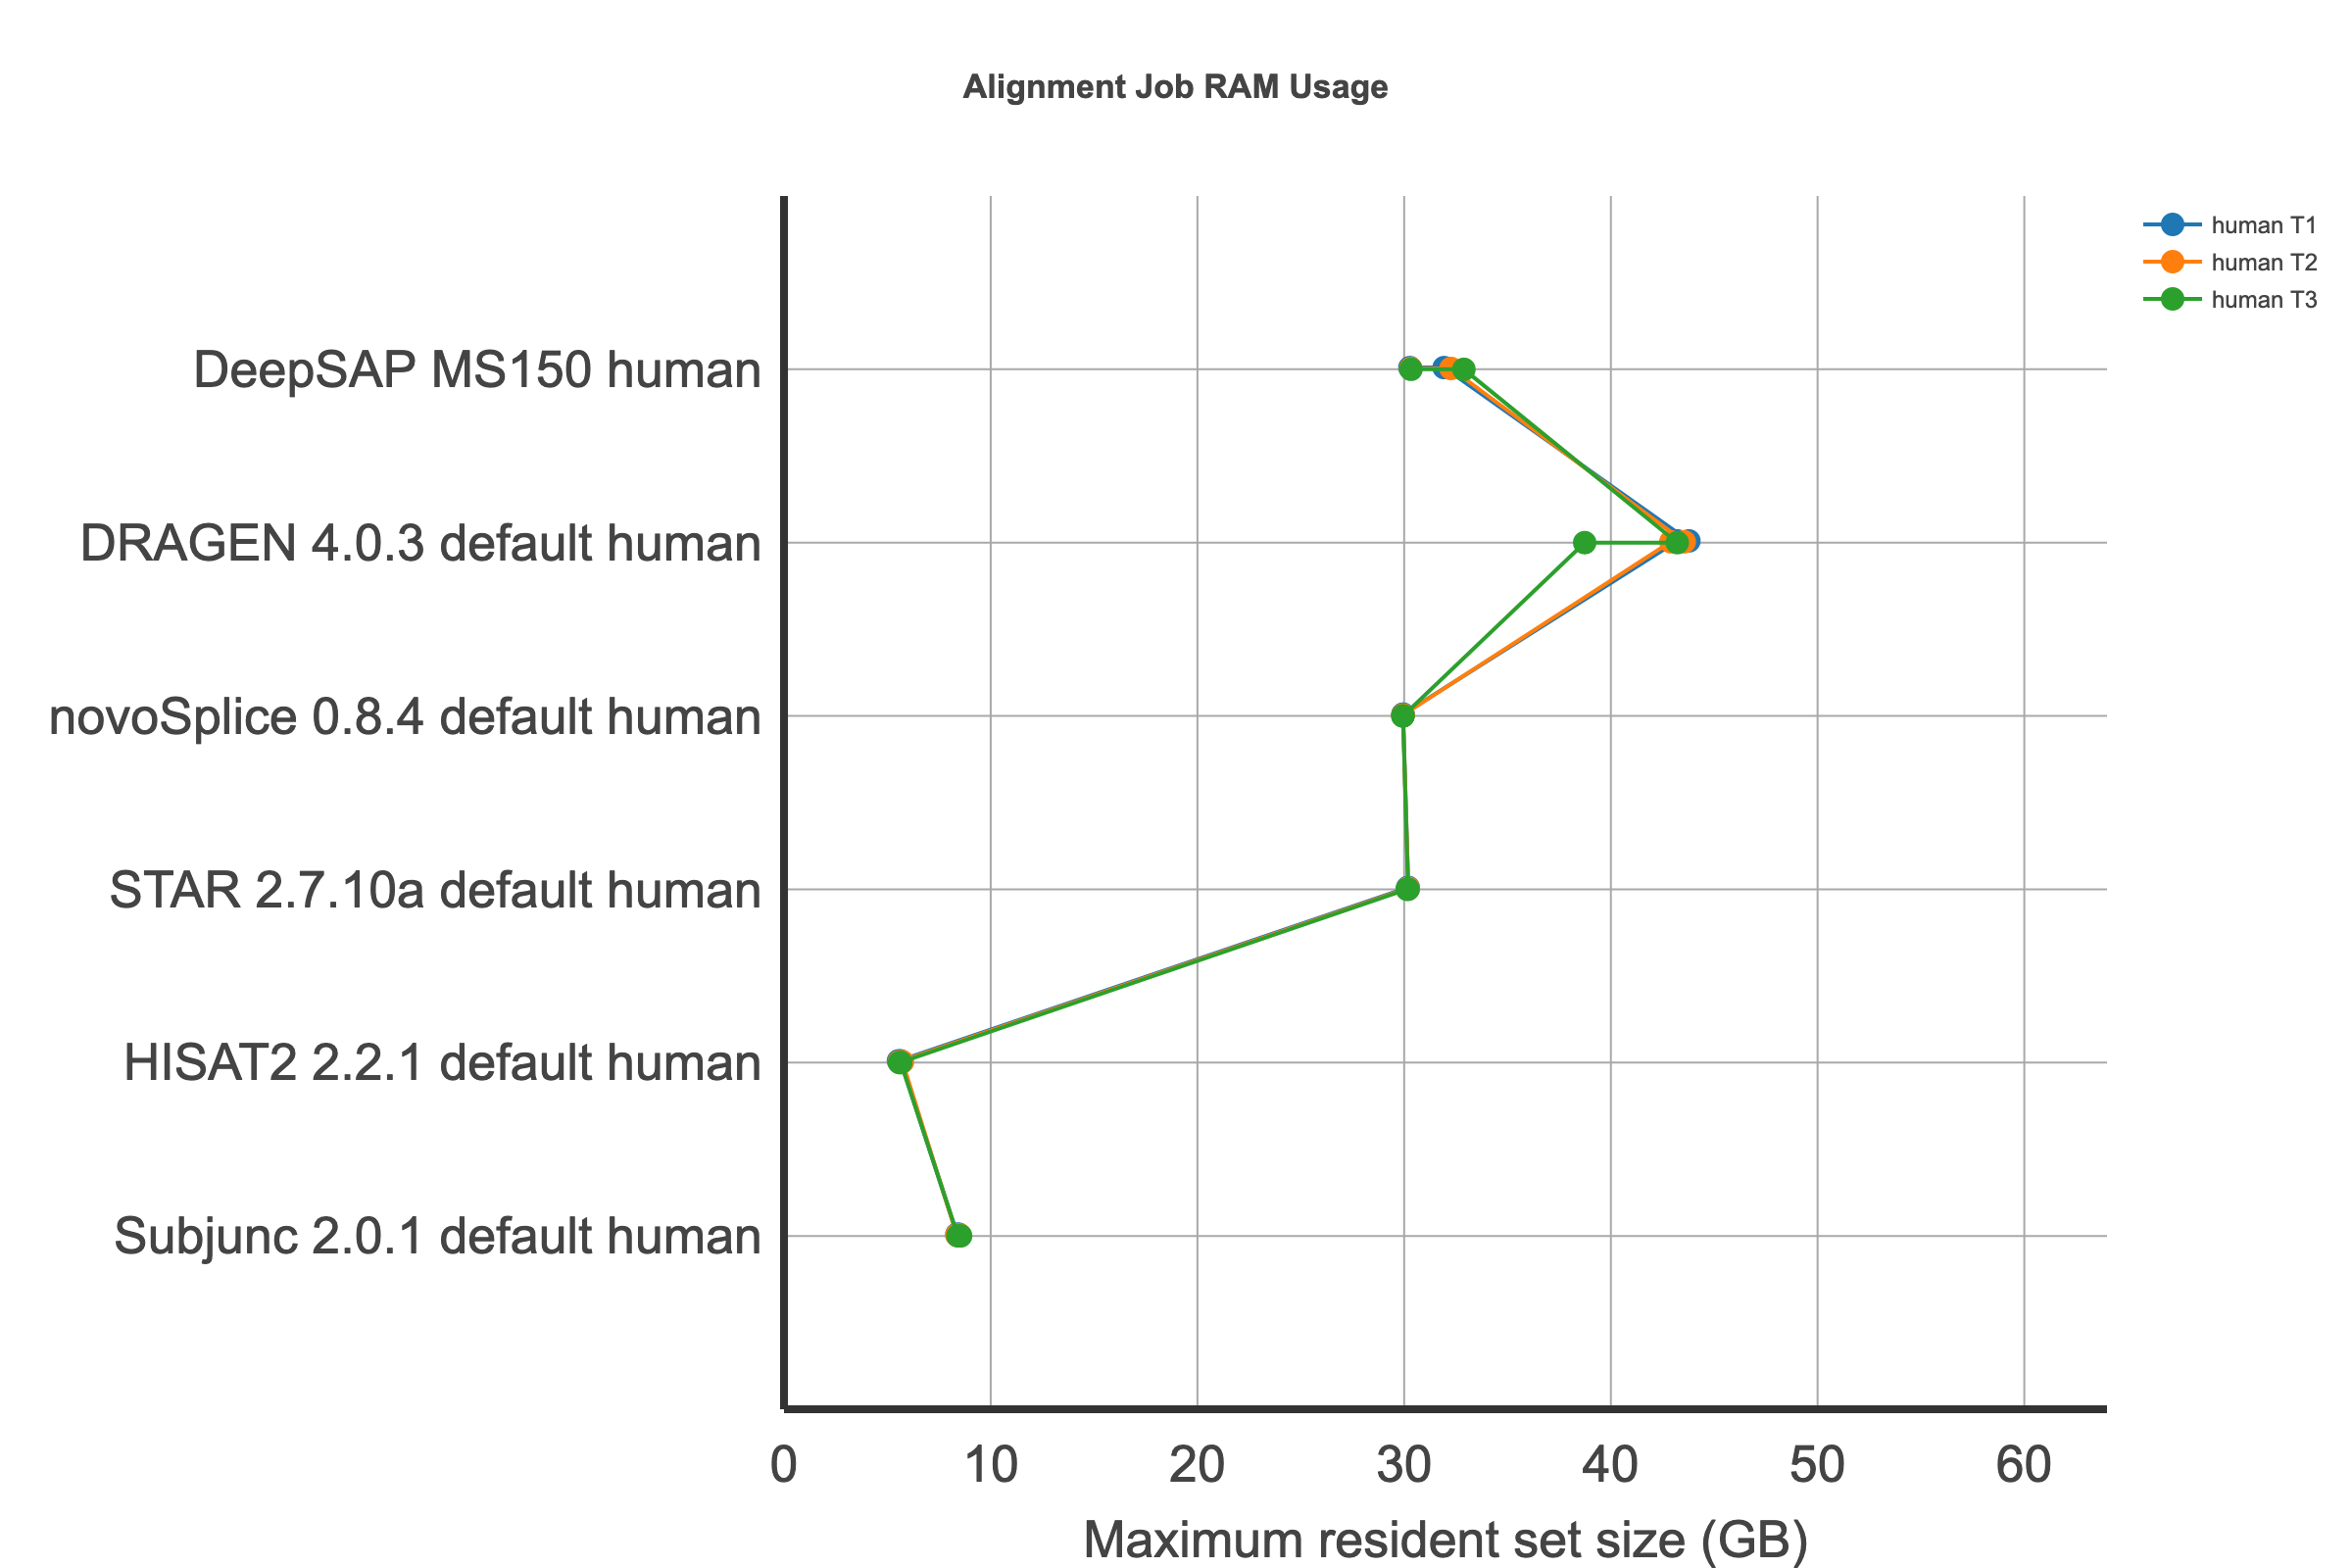 Alignment Job RAM Usage
human T1
human T2
human T3
DeepSAP MS150 human
DRAGEN 4.0.3 default human
novoSplice 0.8.4 default human
STAR 2.7.10a default human
HISAT2 2.2.1 default human
Subjunc 2.0.1 default human
0 10 20 30 40 50 60
Maximum resident set size (GB)